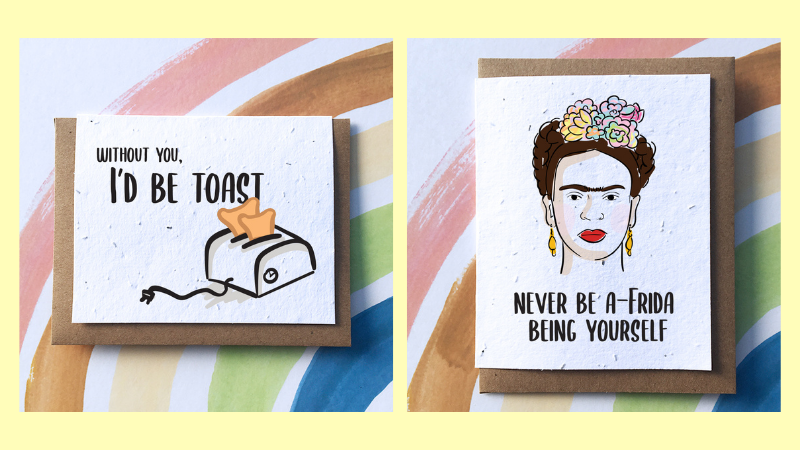 WITHOUT YOU,
I'D BE TOAST
NEVER BE A-FRIDA
BEING YOURSELF